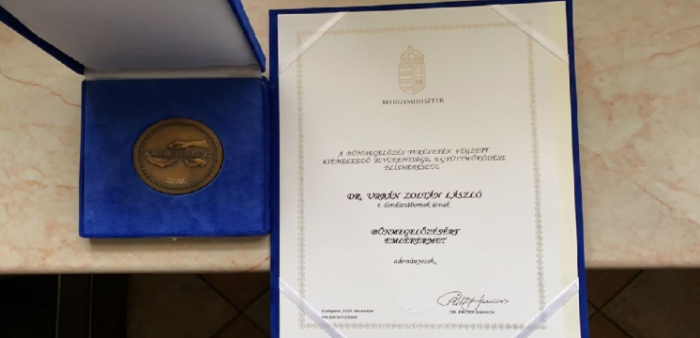 BELÜGYMINISZTER
A BŰNMEGELŐZÉS TERÜLETÉN VÉGZETT
KIEMELKEDŐ TEVÉKENYSÉGE, EGYÜTTMŰKÖDÉSE
ELISMERÉSÉÜL
DR. URBÁN ZOLTÁN LÁSZLÓ
r. dandártábornok úrnak
BŰNMEGELŐZÉSÉRT
EMLÉKÉRMET
adományozok.
Budapest,
DR. PINTÉR SÁNDOR